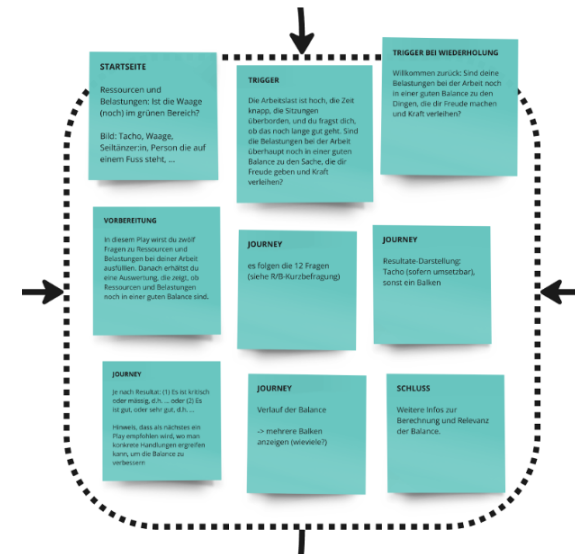 STARTSEITE
Ressourcen und
Belastungen: Ist die Waage
(noch) im grünen Bereich?
Bild: Tacho, Waage,
Seiltänzer:in, Person die auf
einem Fuss steht, ...
TRIGGER
Die Arbeitslast ist hoch, die Zeit
knapp, die Sitzungen
überborden, und du fragst dich,
ob das noch lange gut geht. Sind
die Belastungen bei der Arbeit
überhaupt noch in einer guten
Balance zu den Sache, die dir
Freude geben und Kraft
verleihen?
TRIGGER BEI WIEDERHOLUNG
Willkommen zurück: Sind deine
Belastungen bei der Arbeit noch
in einer guten Balance zu den
Dingen, die dir Freude machen
und Kraft verleihen?
VORBEREITUNG
In diesem Play wirst du zwölf
Fragen zu Ressourcen und
Belastungen bei deiner Arbeit
ausfüllen. Danach erhältst du
eine Auswertung, die zeigt, ob
Ressourcen und Belastungen
noch in einer guten Balance sind.
JOURNEY
es folgen die 12 Fragen
(siehe R/B-Kurzbefragung)
JOURNEY
Resultate-Darstellung:
Tacho (sofern umsetzbar),
sonst ein Balken
JOURNEY
Je nach Resultat: (1) Es ist kritisch
oder mässig, d.h. ... oder (2) Es
ist gut, oder sehr gut, d.h. ...
Hinweis, dass als nächstes ein
Play empfohlen wird, wo man
konkrete Handlungen ergreifen
kann, um die Balance zu
verbessern
JOURNEY
Verlauf der Balance
-> mehrere Balken
anzeigen (wieviele?)
SCHLUSS
Weitere Infos zur
Berechnung und Relevanz
der Balance.